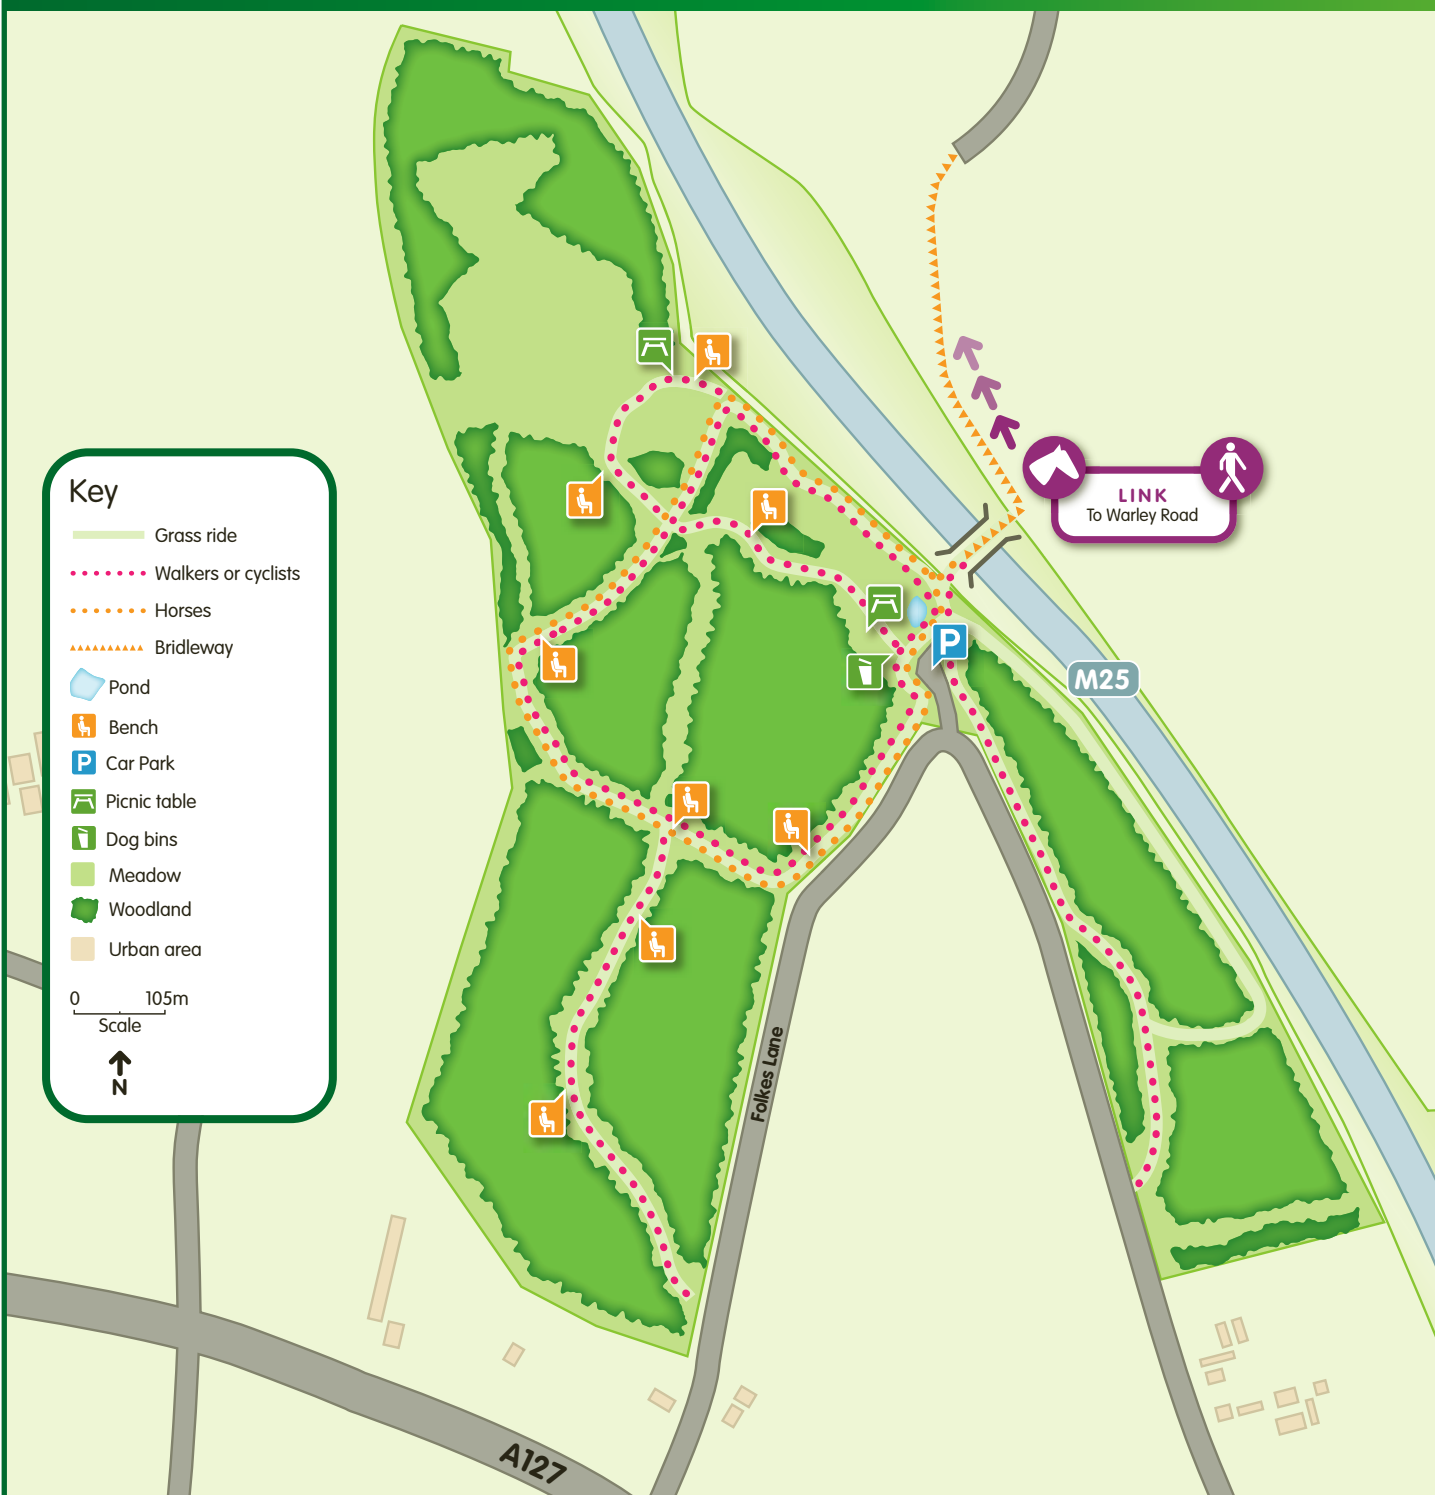 Key
Grass ride
Walkers or cyclists
Horses
Bridleway
Pond
Bench
P Car Park
Picnic table
Dog bins
Meadow
Woodland
Urban area
0 105m
Scale
N
LINK
To Warley Road
P
M25
Folkes Lane
A127